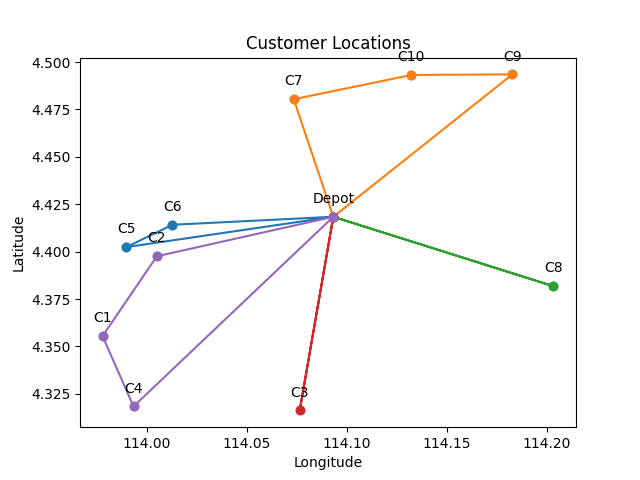 Customer Locations
4.500
4.475
4.450
4.425
4.400
4.375
4.350
4.325
Latitude
C10
C9
C7
Depot
C6
C5
C2
C8
C1
C4
C3
114.00
114.05
114.10
114.15
114.20
Longitude